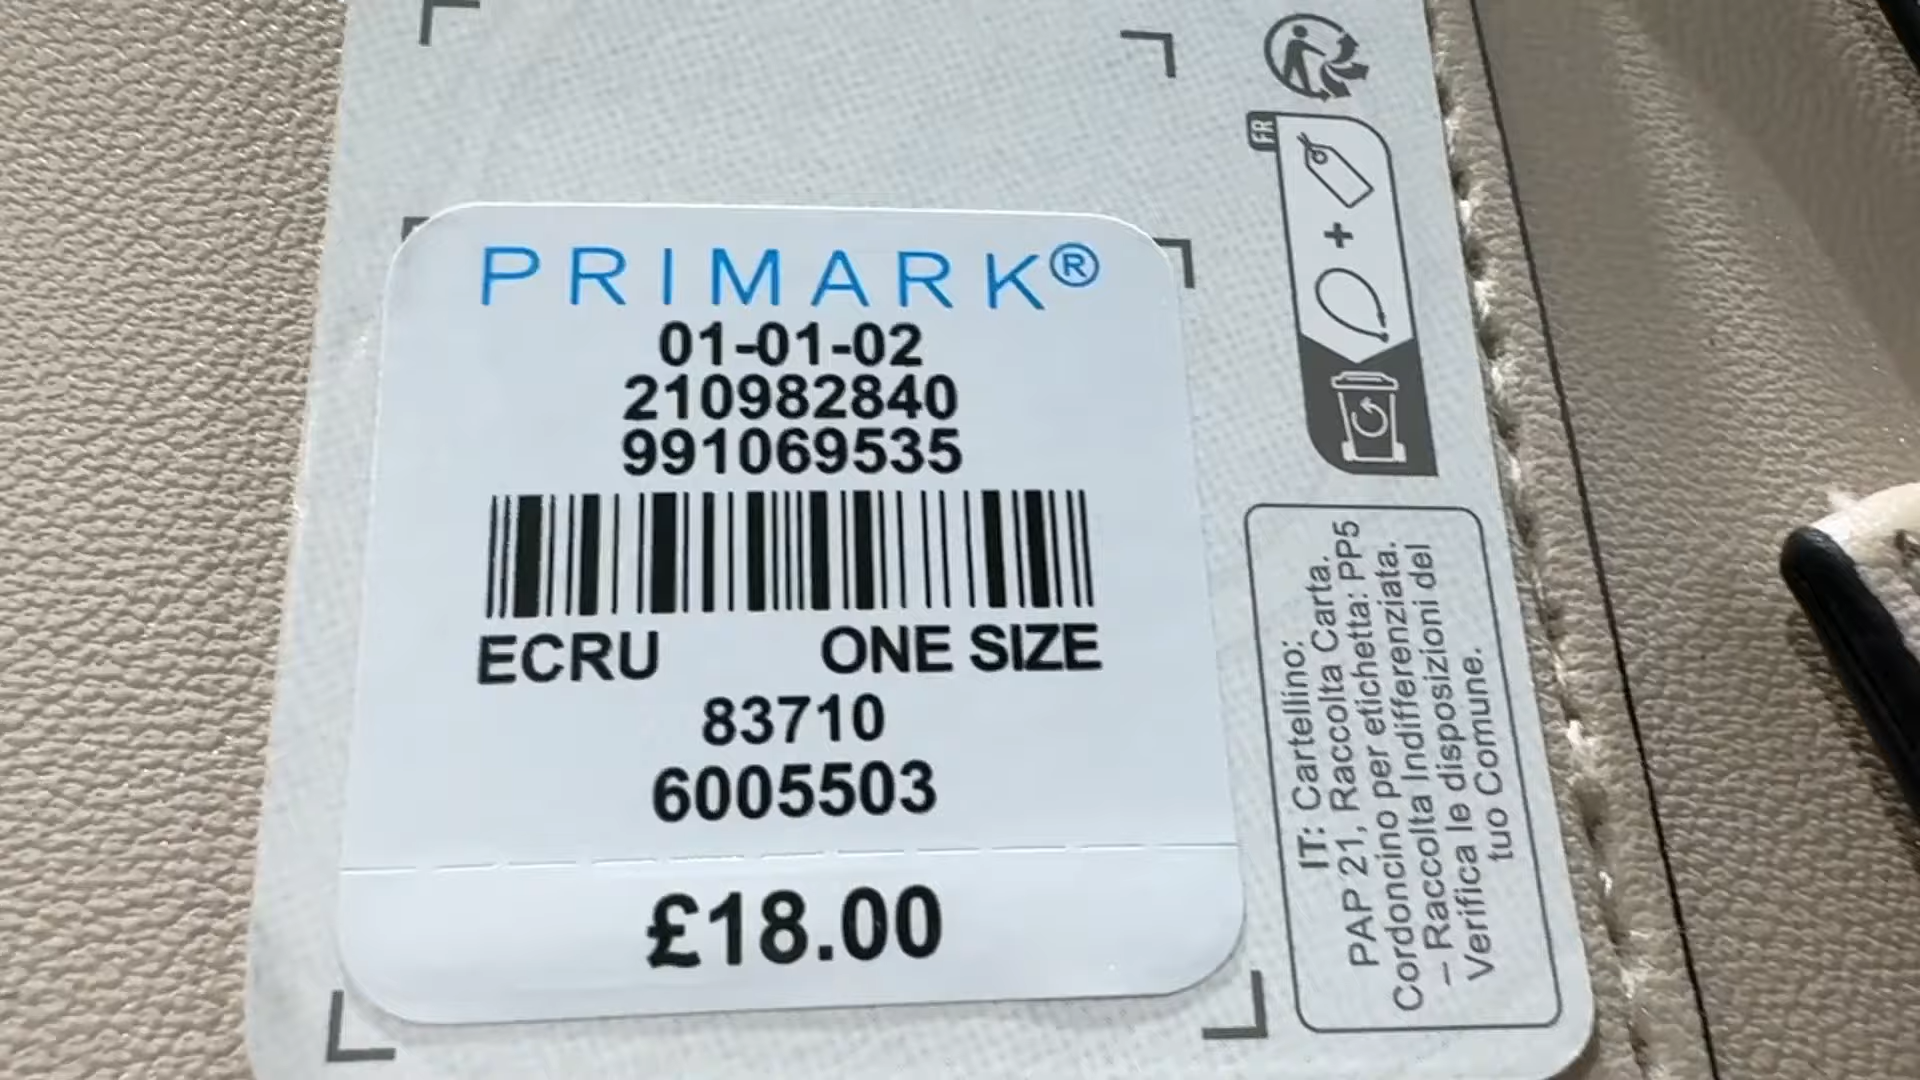 PRIMARK®
01-01-02
210982840
991069535
ECRU ONE SIZE
83710
6005503
£18.00
FR
+
IT: Cartellino:
PAP 21, Raccolta Carta.
Cordoncino per etichetta: PP5
– Raccolta Indifferenziata.
Verifica le disposizioni del
tuo Comune.